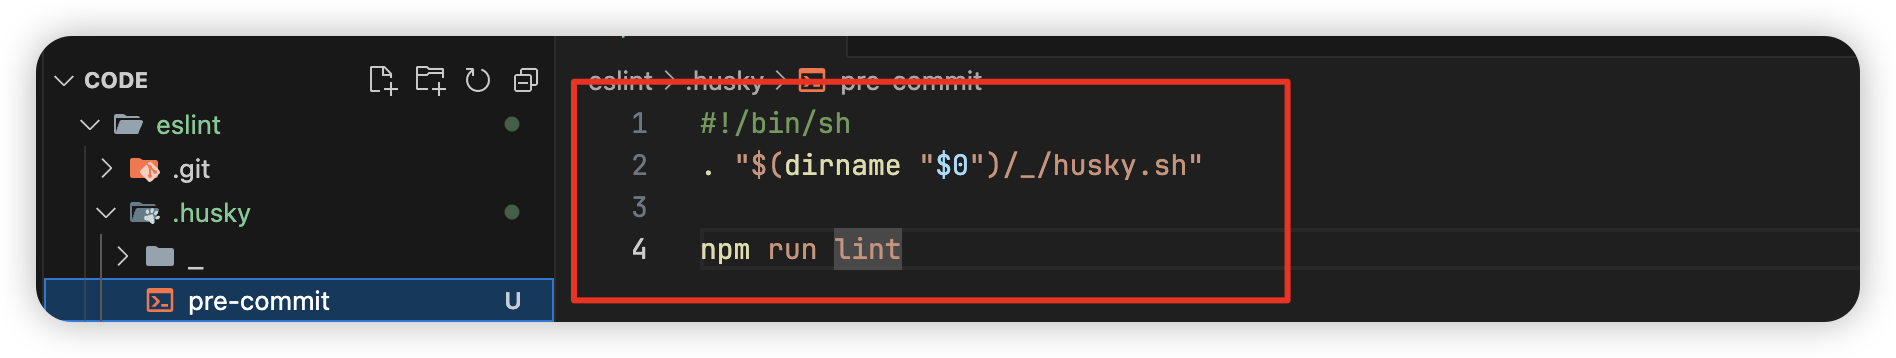 CODE
eslint
.git
.husky
_
pre-commit U
eslint > .husky > pre-commit
1 #!/bin/sh
2 . "$(dirname "$0")/_/husky.sh"
3
4 npm run lint